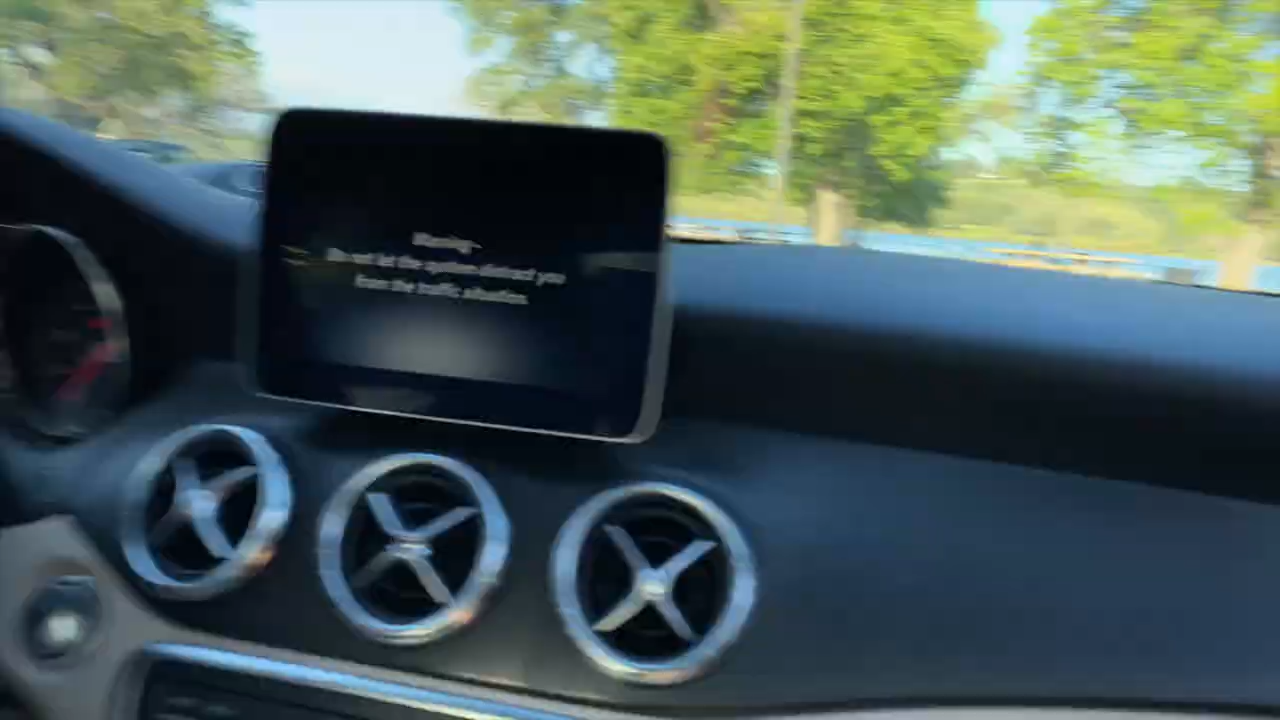 Warning
Do not let the system distract you
from the traffic situation.